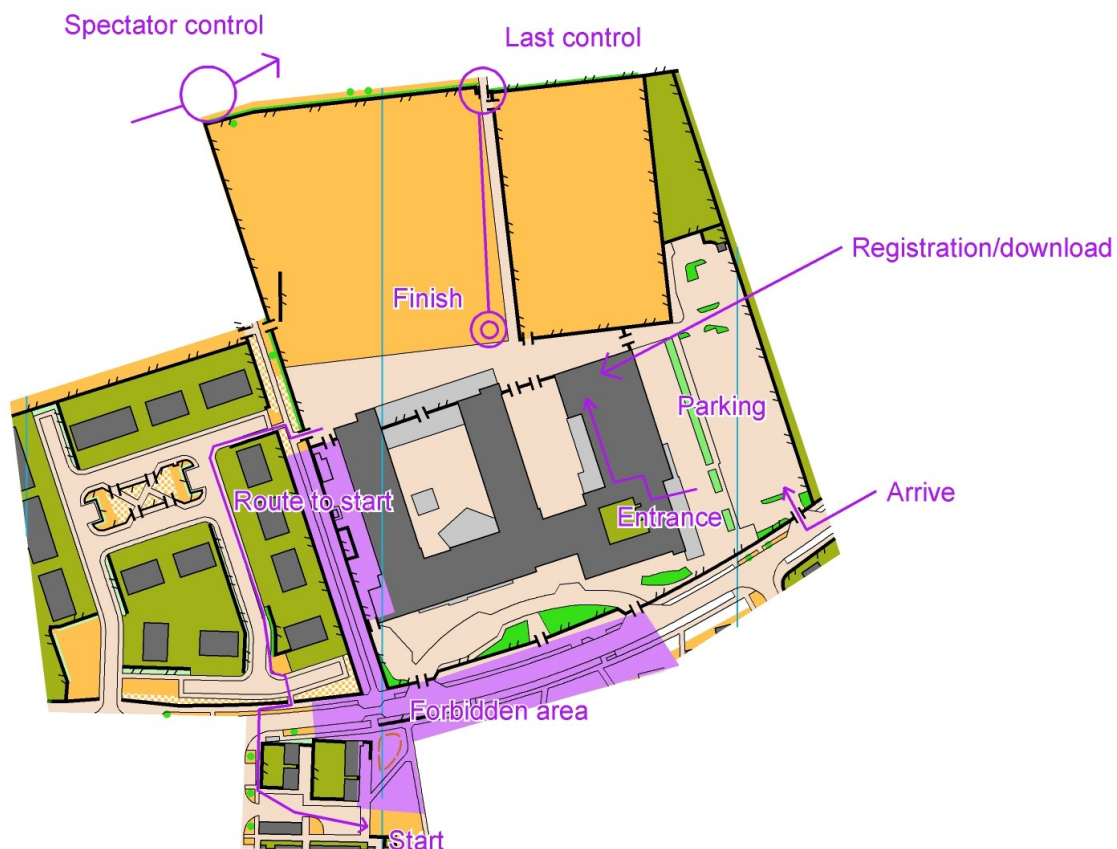 Spectator control
Last control
Registration/download
Finish
Parking
Route to start
Entrance
Arrive
Forbidden area
Start